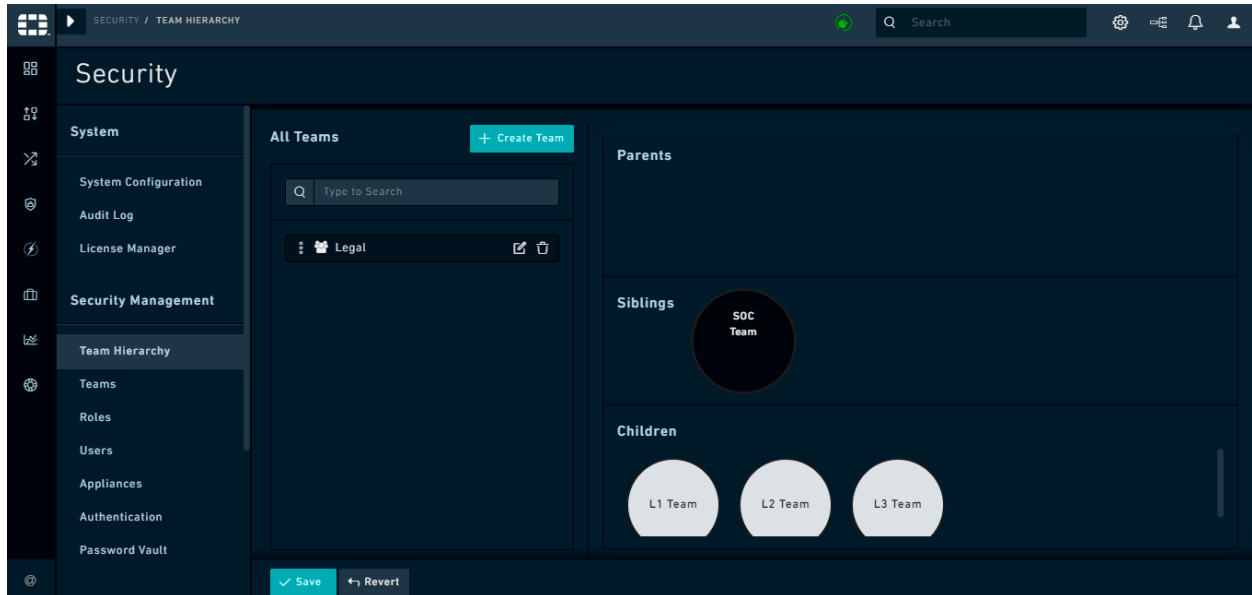 SECURITY / TEAM HIERARCHY
Search
Security
System
System Configuration
Audit Log
License Manager
Security Management
Team Hierarchy
Teams
Roles
Users
Appliances
Authentication
Password Vault
@
All Teams
+ Create Team
Type to Search
Legal
Parents
Siblings
SOC
Team
Children
L1 Team
L2 Team
L3 Team
Save
Revert